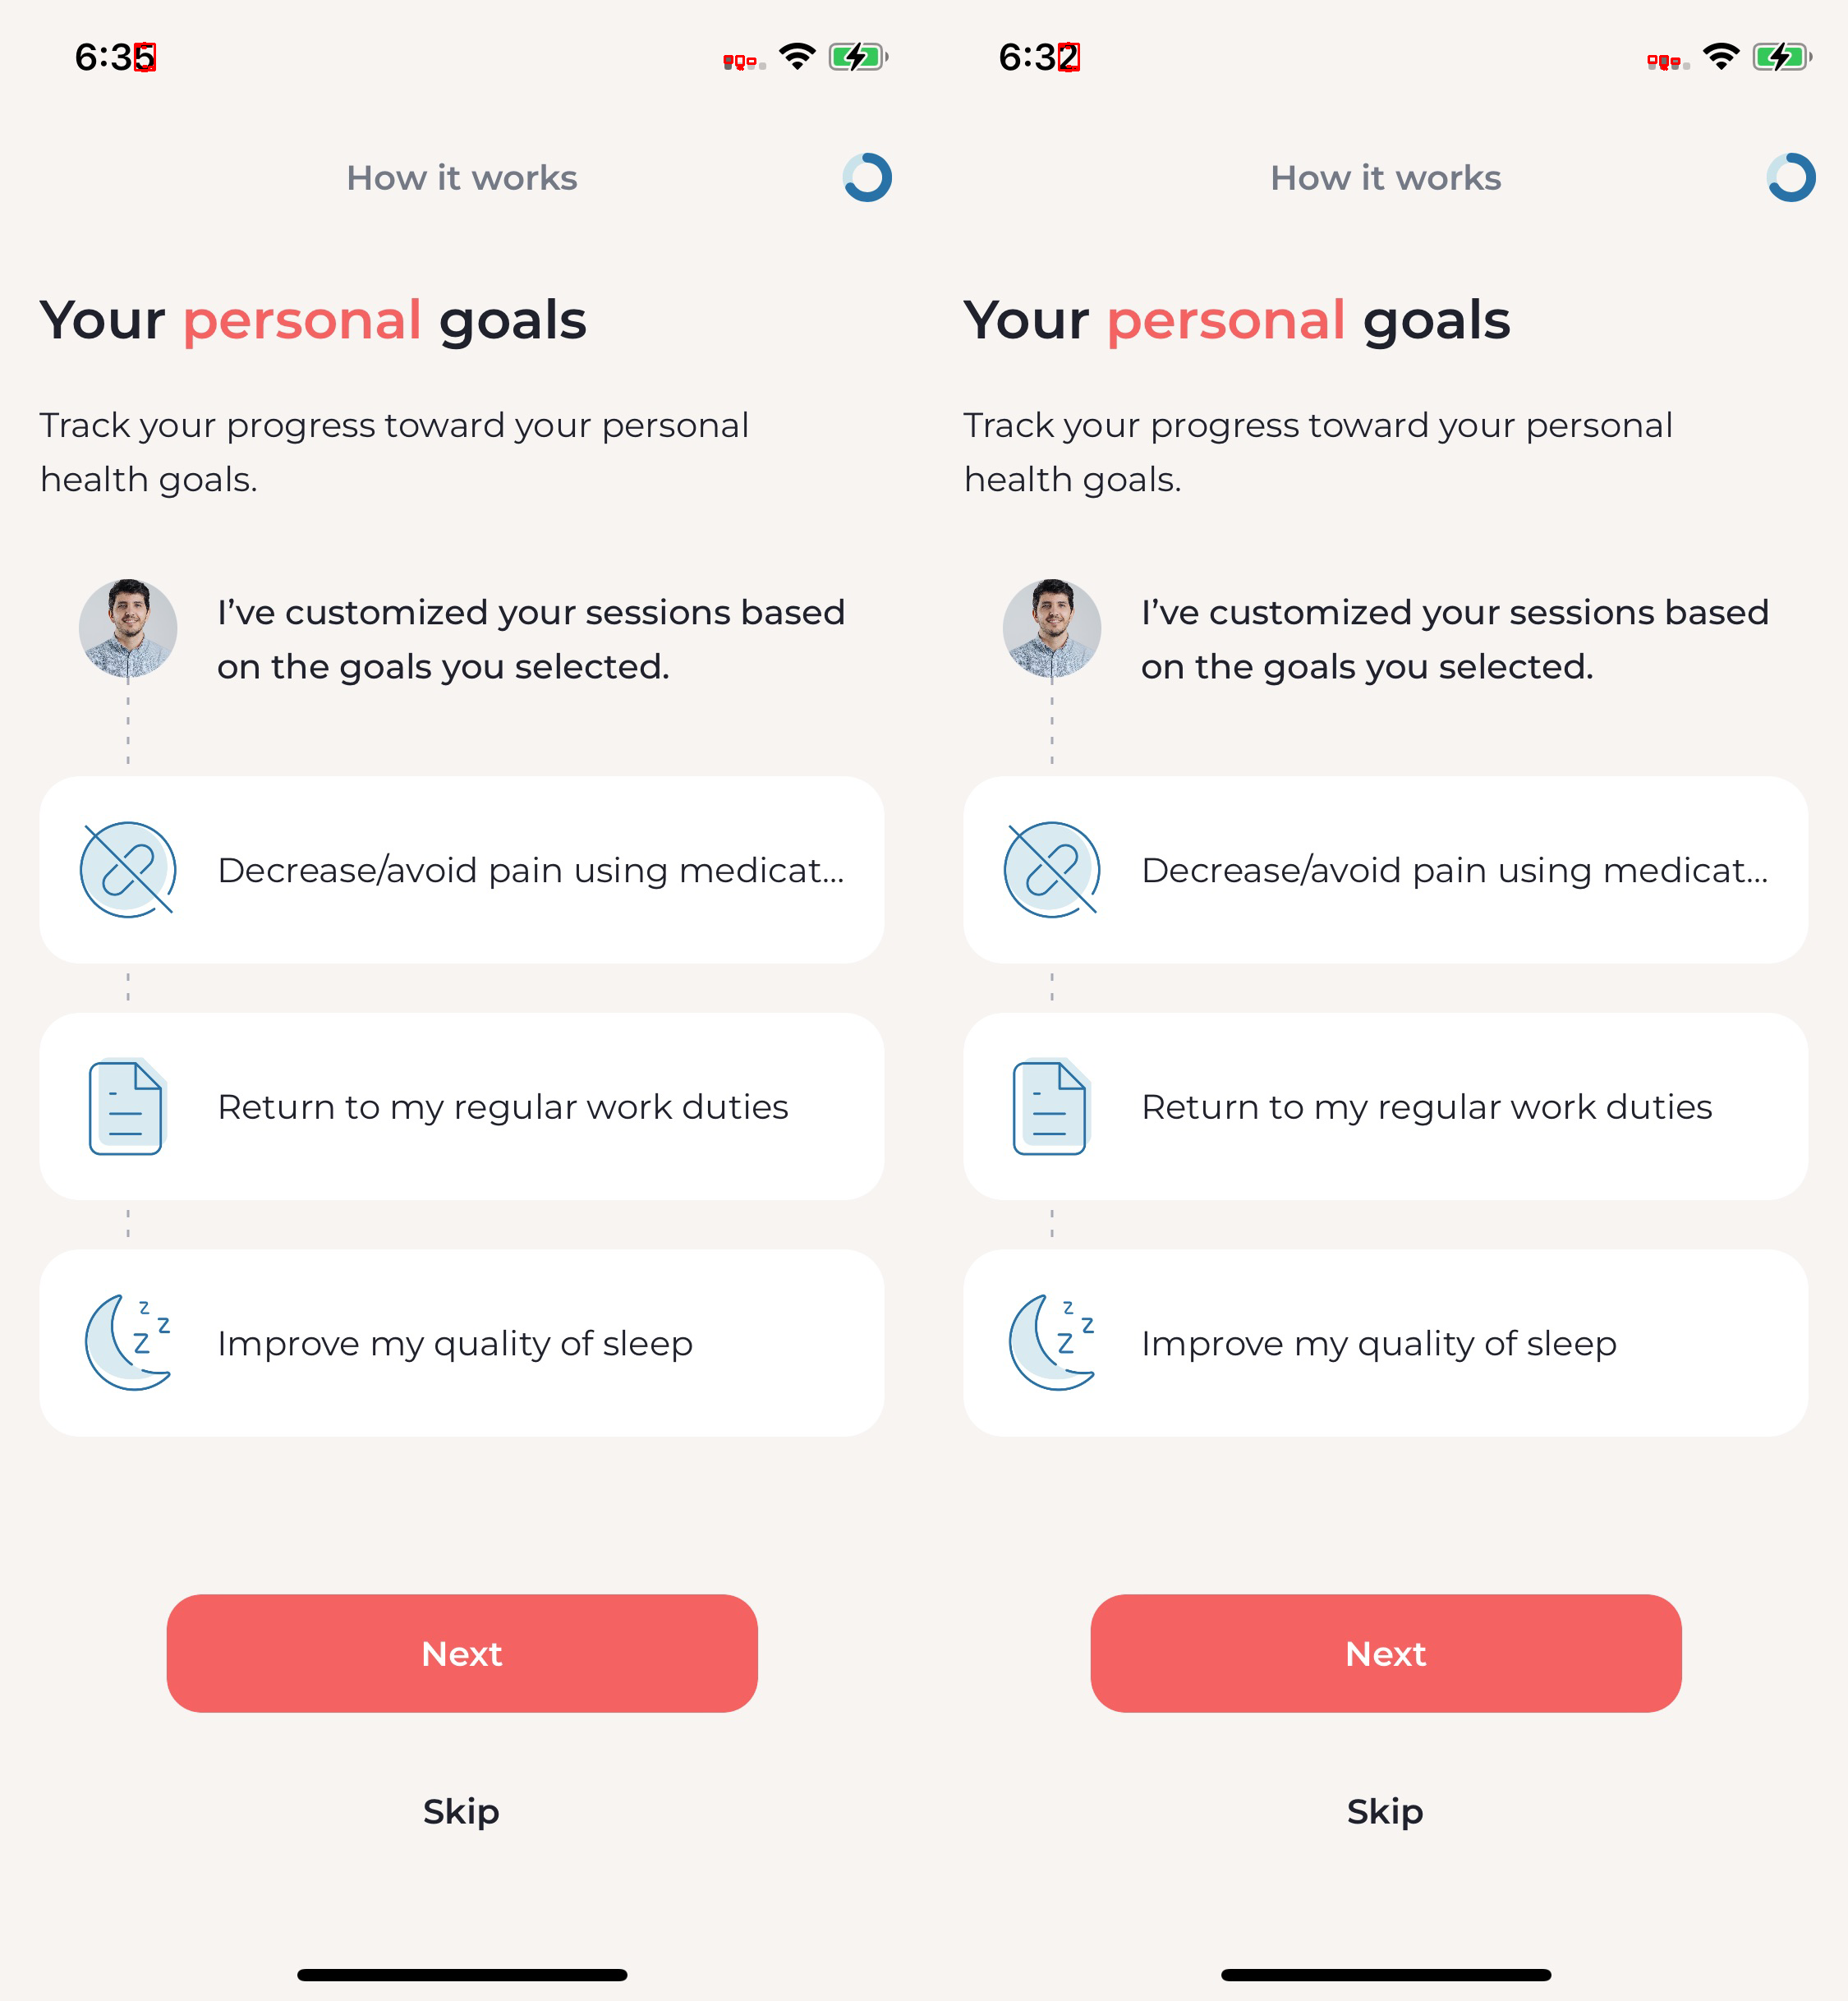 6:35
How it works
Your personal goals
Track your progress toward your personal
health goals.
I’ve customized your sessions based
on the goals you selected.
Decrease/avoid pain using medicat...
Return to my regular work duties
z
z
z
Improve my quality of sleep
Next
Skip
6:32
How it works
Your personal goals
Track your progress toward your personal
health goals.
I’ve customized your sessions based
on the goals you selected.
Decrease/avoid pain using medicat...
Return to my regular work duties
z
z
z
Improve my quality of sleep
Next
Skip